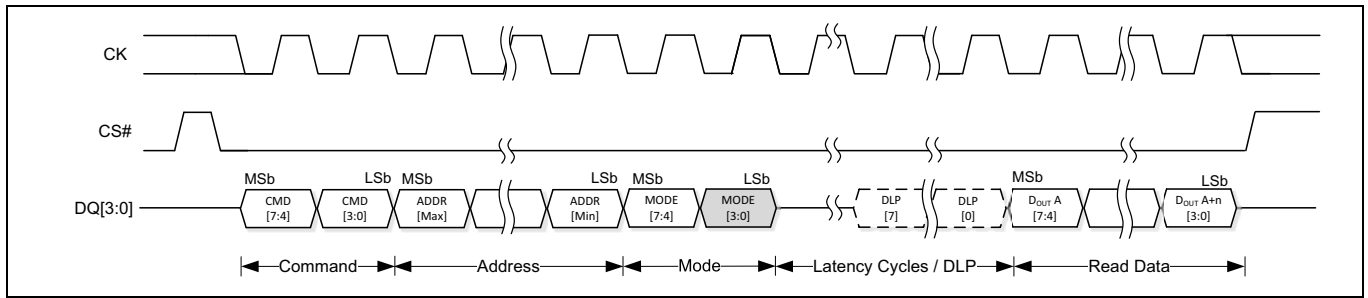 CK
CS#
DQ[3:0]
MSb LSb MSb LSb MSb LSb MSb LSb
CMD [7:4] CMD [3:0] ADDR [Max] ADDR [Min] MODE [7:4] MODE [3:0] DLP [7] DLP [0] DOUT A [7:4] DOUT A+n [3:0]
Command Address Mode Latency Cycles / DLP Read Data